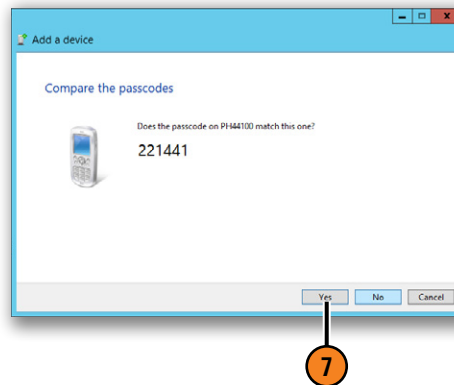 Add a device
Compare the passcodes
Does the passcode on PH44100 match this one?
221441
Yes No Cancel
7